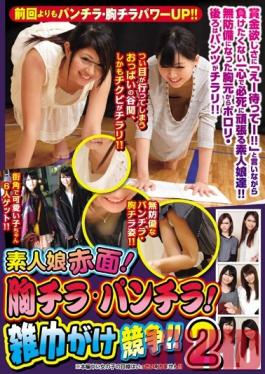 前回よりもパンチラ・胸チラパワーUP!!
賞金欲しさに「えー待ってー!!」と言いながら
負けたくない一心で必死に頑張る素人娘達!!
無防備になった胸元からポロリ・
後ろはパンツがチラリ!!
つい目が行ってしまう
おっぱいの谷間、
しかもチクビがチラリ!!
無防備な
パンチラ・
胸チラ姿!!
街角で可愛い子ちゃん
6人ゲット!!
素人娘赤面!
胸チラ・パンチラ!
雑巾がけ競争!!2